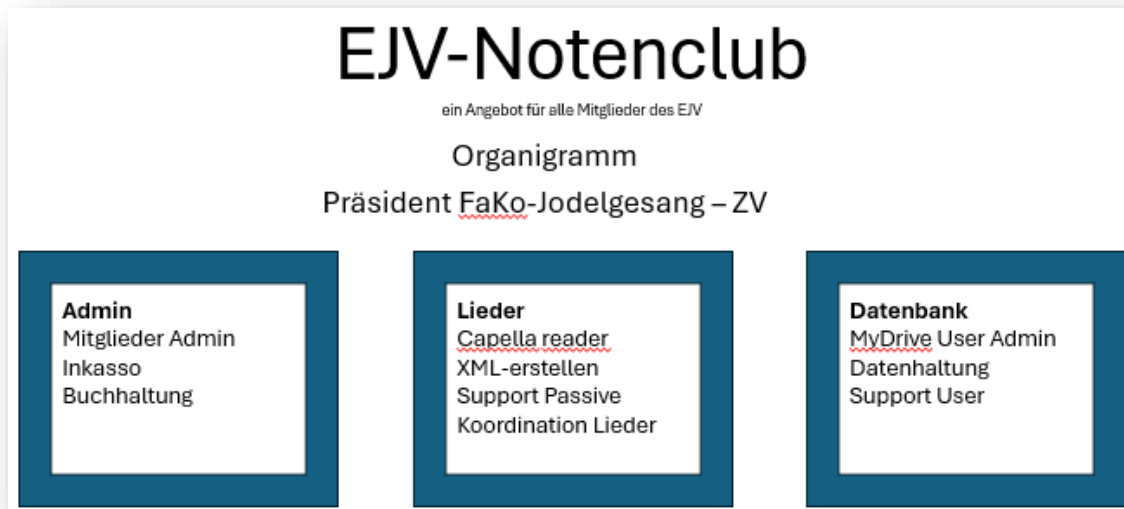 EJV-Notenclub
ein Angebot für alle Mitglieder des EJV
Organigramm
Präsident FaKo-Jodelgesang – ZV
Admin
Mitglieder Admin
Inkasso
Buchhaltung
Lieder
Capella reader
XML-erstellen
Support Passive
Koordination Lieder
Datenbank
MyDrive User Admin
Datenhaltung
Support User